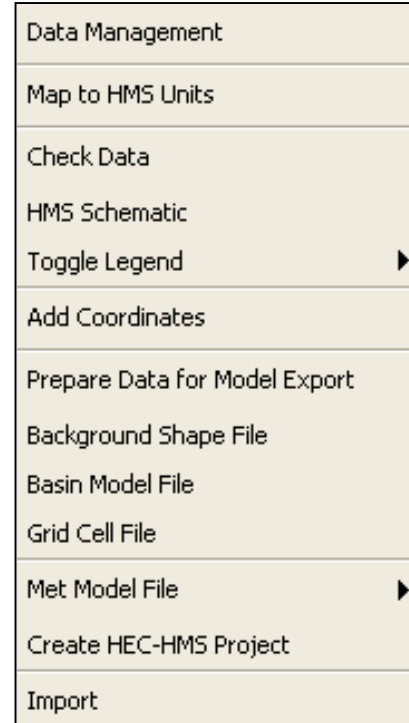 Data Management
Map to HMS Units
Check Data
HMS Schematic
Toggle Legend
Add Coordinates
Prepare Data for Model Export
Background Shape File
Basin Model File
Grid Cell File
Met Model File
Create HEC-HMS Project
Import